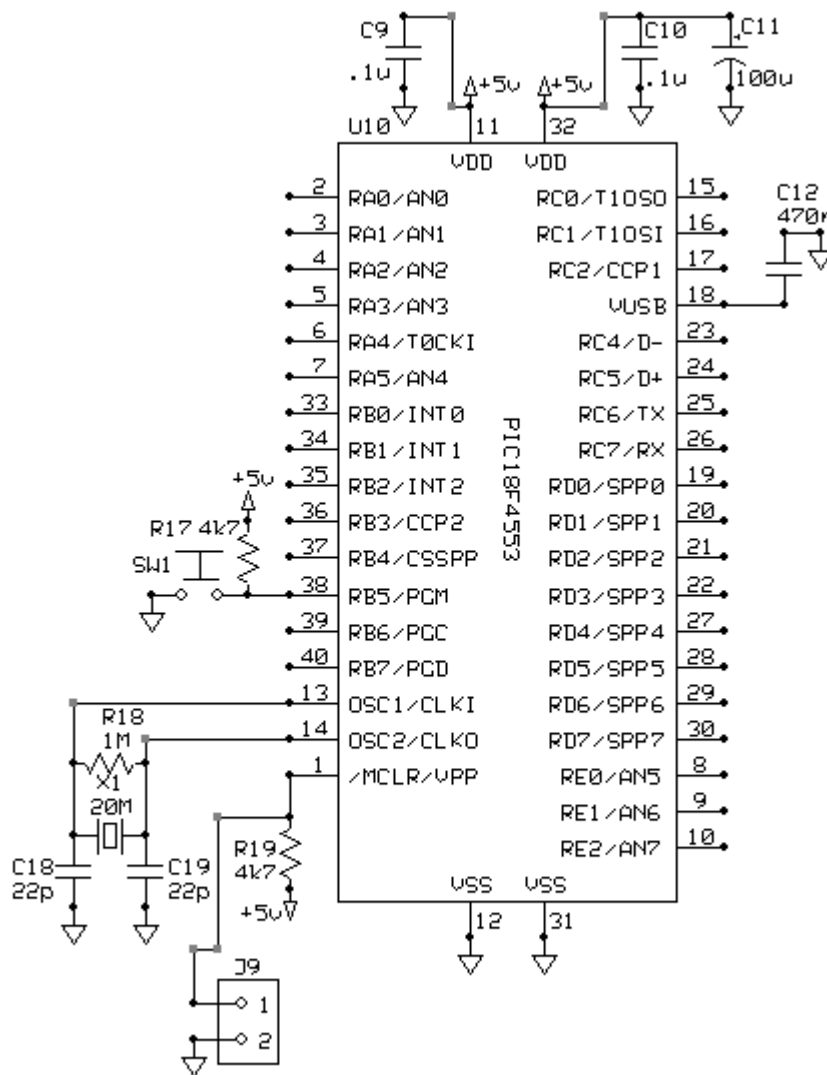 C9
.1u
+5v
+5v
C10
.1u
C11
100u
U10
11
32
VDD
VDD
2 RA0/AN0
3 RA1/AN1
4 RA2/AN2
5 RA3/AN3
6 RA4/T0CKI
7 RA5/AN4
33 RB0/INT0
34 RB1/INT1
35 RB2/INT2
36 RB3/CCP2
37 RB4/CSSPP
38 RB5/PGM
39 RB6/PGC
40 RB7/PGD
13 OSC1/CLKI
14 OSC2/CLKO
1 /MCLR/VPP
PIC18F4553
RC0/T1OSO 15
RC1/T1OSI 16
RC2/CCP1 17
VUSB 18
RC4/D- 23
RC5/D+ 24
RC6/TX 25
RC7/RX 26
RD0/SPP0 19
RD1/SPP1 20
RD2/SPP2 21
RD3/SPP3 22
RD4/SPP4 27
RD5/SPP5 28
RD6/SPP6 29
RD7/SPP7 30
RE0/AN5 8
RE1/AN6 9
RE2/AN7 10
VSS
VSS
12
31
C12
+5v
R17 4k7
SW1
R18
1M
X1
20M
C18
22p
C19
22p
R19
4k7
+5v
J9
1
2